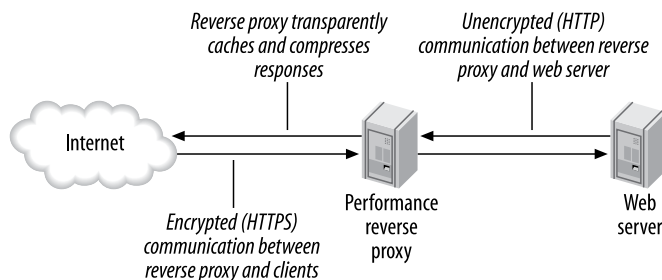 Reverse proxy transparently
caches and compresses
responses
Unencrypted (HTTP)
communication between reverse
proxy and web server
Internet
Encrypted (HTTPS)
communication between
reverse proxy and clients
Performance
reverse
proxy
Web
server